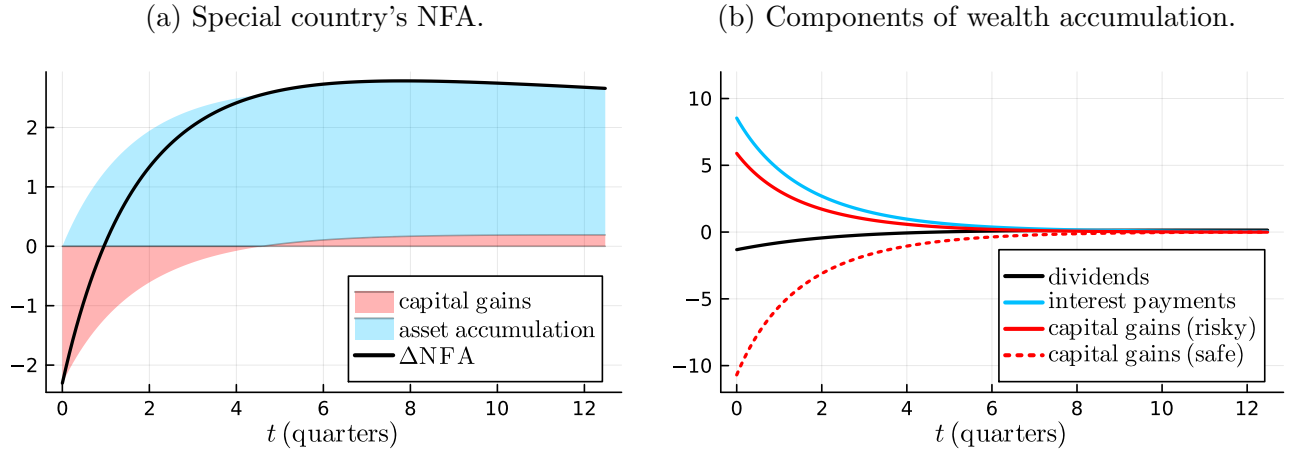 (a) Special country's NFA.
2
1
0
−1
−2
capital gains
asset accumulation
ΔNFA
0 2 4 6 8 10 12
t (quarters)
(b) Components of wealth accumulation.
10
5
0
−5
−10
dividends
interest payments
capital gains (risky)
capital gains (safe)
0 2 4 6 8 10 12
t (quarters)